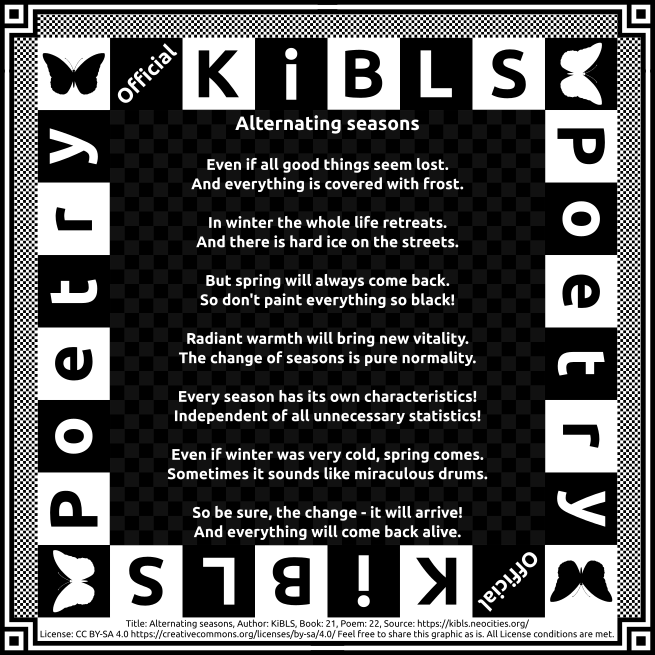 Official KiBLS
Poetry
Poetry
Alternating seasons
Even if all good things seem lost.
And everything is covered with frost.
In winter the whole life retreats.
And there is hard ice on the streets.
But spring will always come back.
So don't paint everything so black!
Radiant warmth will bring new vitality.
The change of seasons is pure normality.
Every season has its own characteristics!
Independent of all unnecessary statistics!
Even if winter was very cold, spring comes.
Sometimes it sounds like miraculous drums.
So be sure, the change - it will arrive!
And everything will come back alive.
Official KiBLS
Title: Alternating seasons, Author: KiBLS, Book: 21, Poem: 22, Source: https://kibls.neocities.org/
License: CC BY-SA 4.0 https://creativecommons.org/licenses/by-sa/4.0/ Feel free to share this graphic as is. All License conditions are met.